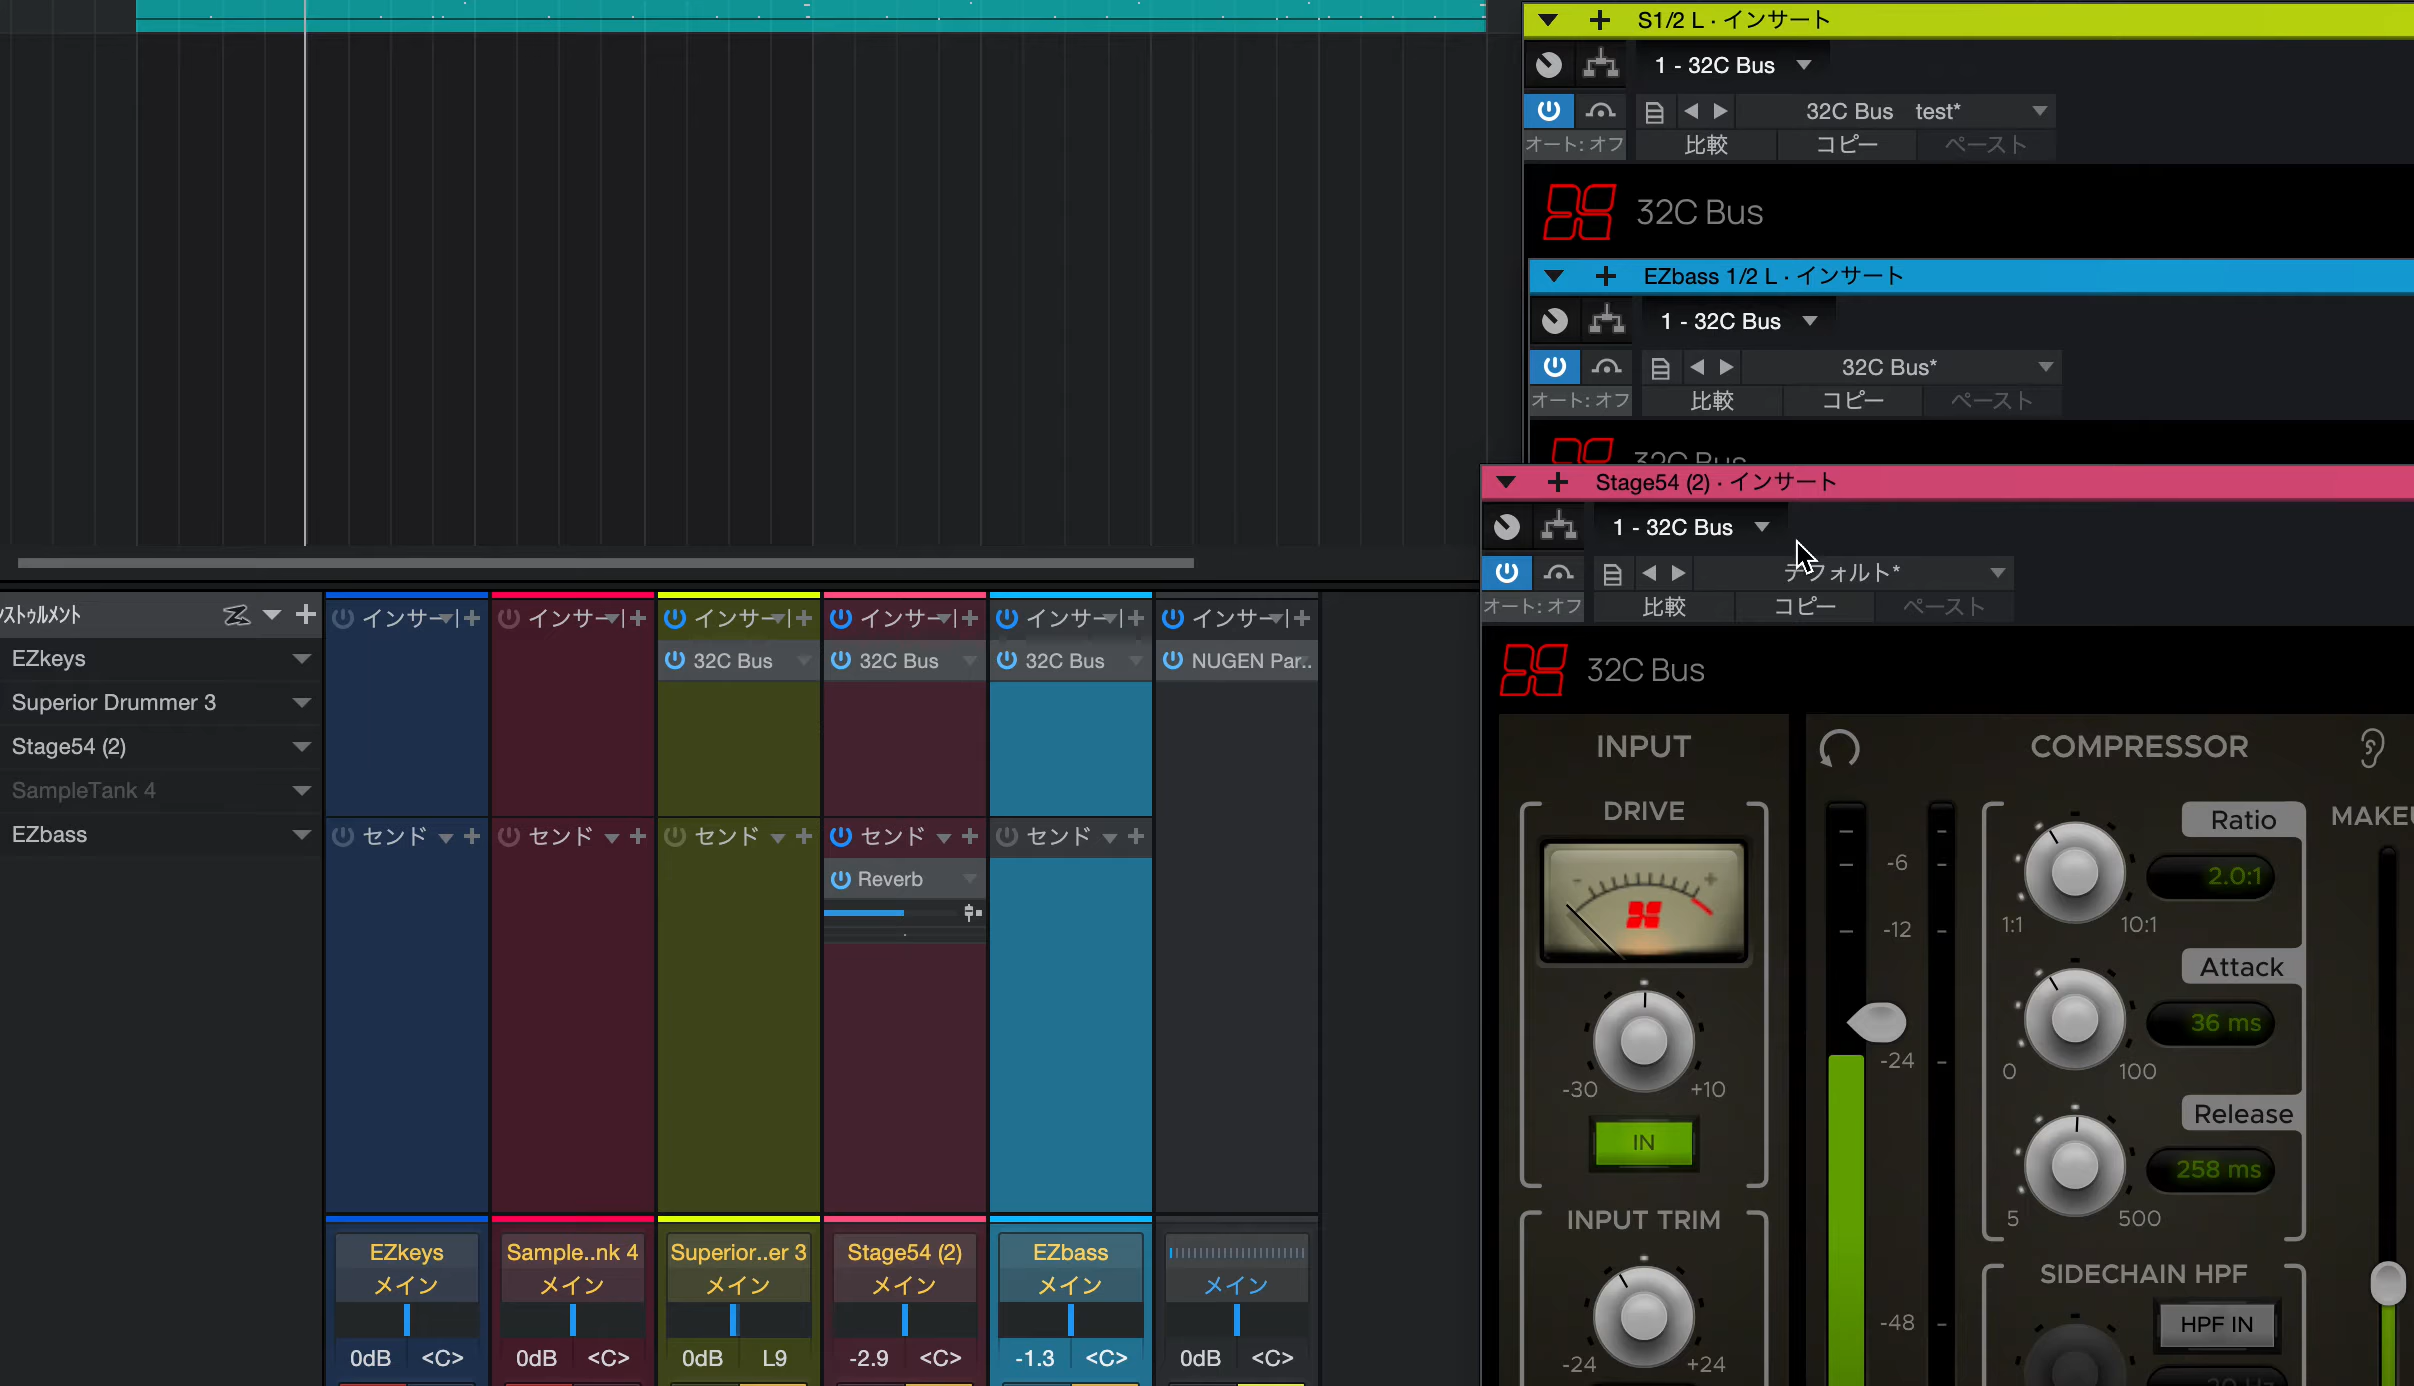 S1/2 L · インサート
1 - 32C Bus
32C Bus test*
オート: オフ
比較
コピー
ペースト
32C Bus
EZbass 1/2 L · インサート
1 - 32C Bus
32C Bus*
オート: オフ
比較
コピー
ペースト
32C Bus
Stage54 (2) · インサート
1 - 32C Bus
デフォルト*
オート: オフ
比較
コピー
ペースト
32C Bus
ストゥルメント
EZkeys
Superior Drummer 3
Stage54 (2)
SampleTank 4
EZbass
インサー
インサー
インサー
インサー
インサー
インサー
32C Bus
32C Bus
32C Bus
NUGEN Par..
センド
センド
センド
センド
センド
Reverb
EZkeys
メイン
0dB <C>
Sample..nk 4
メイン
0dB <C>
Superior..er 3
メイン
0dB L9
Stage54 (2)
メイン
-2.9 <C>
EZbass
メイン
-1.3 <C>
メイン
0dB <C>
INPUT
DRIVE
- +
-30 +10
IN
INPUT TRIM
-24 +24
COMPRESSOR
-6
-12
-24
-48
Ratio
2.0:1
1:1 10:1
Attack
36 ms
0 100
Release
258 ms
5 500
SIDECHAIN HPF
HPF IN
20 Hz